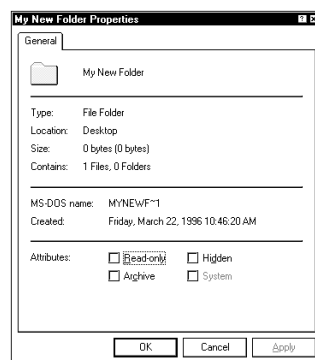 My New Folder Properties
General
My New Folder
Type: File Folder
Location: Desktop
Size: 0 bytes (0 bytes)
Contains: 1 Files, 0 Folders
MS-DOS name: MYNEWF~1
Created: Friday, March 22, 1996 10:46:20 AM
Attributes: Read-only Hidden
Archive System
OK Cancel Apply